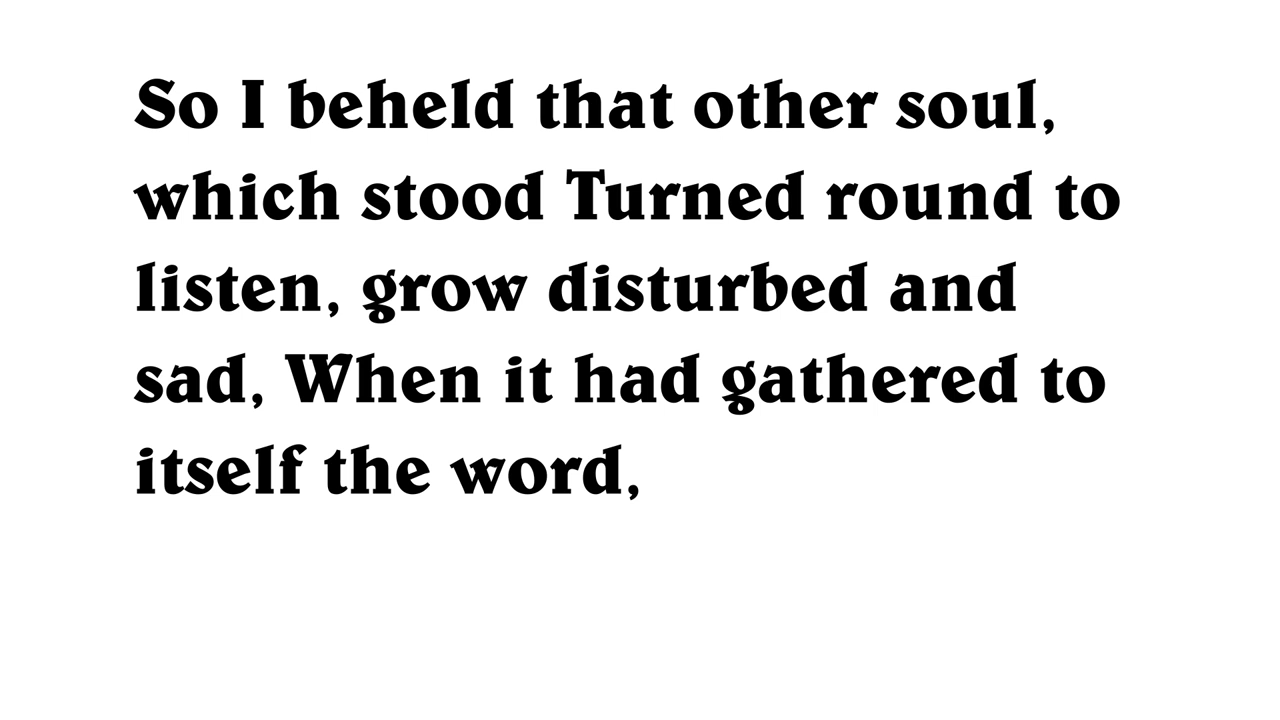 So I beheld that other soul,
which stood Turned round to
listen, grow disturbed and
sad, When it had gathered to
itself the word,